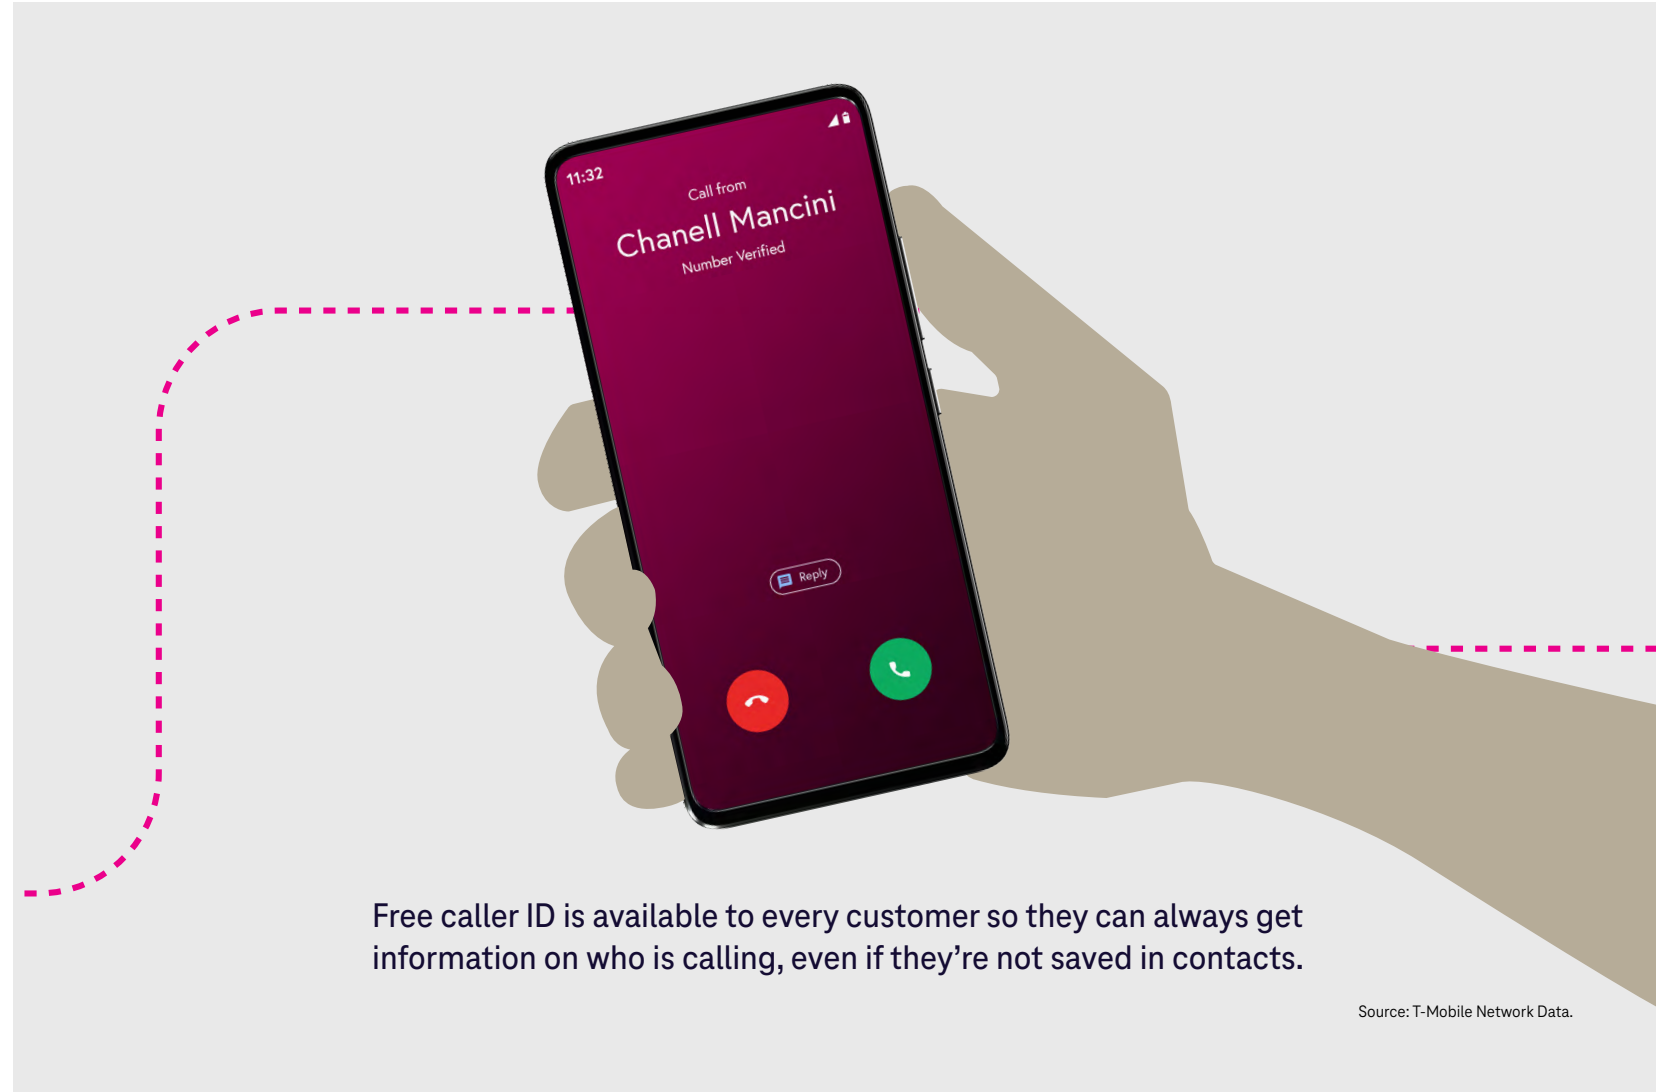 11:32
Call from
Chanell Mancini
Number Verified
Reply
Free caller ID is available to every customer so they can always get
information on who is calling, even if they’re not saved in contacts.
Source: T-Mobile Network Data.